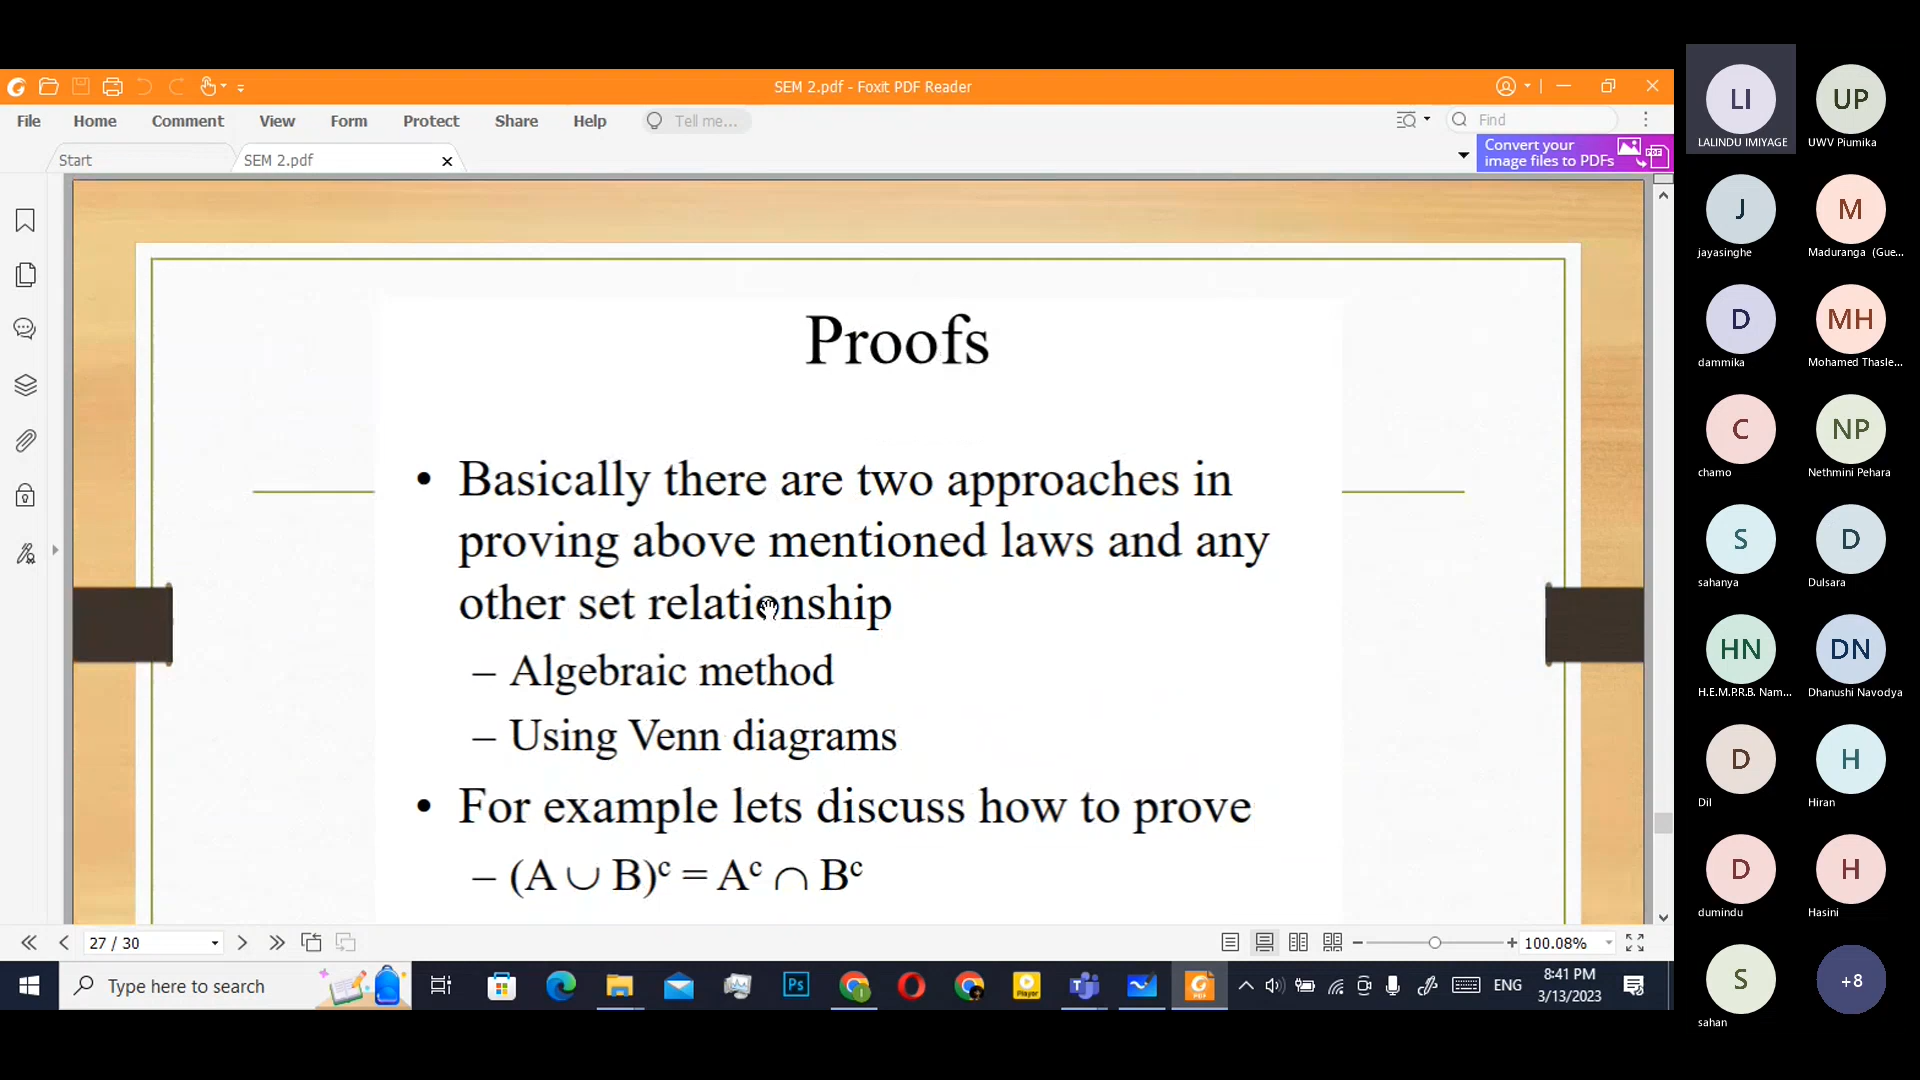 SEM 2.pdf - Foxit PDF Reader
File Home Comment View Form Protect Share Help Tell me... Find
Start SEM 2.pdf
Convert your
image files to PDFs
PDF
Proofs
• Basically there are two approaches in
proving above mentioned laws and any
other set relationship
– Algebraic method
– Using Venn diagrams
• For example lets discuss how to prove
– (A ∪ B)ᶜ = Aᶜ ∩ Bᶜ
27 / 30 100.08%
Type here to search
Ps
Player
ENG
8:41 PM
3/13/2023
LI UP
LALINDU IMIYAGE UWV Piumika
J M
jayasinghe Maduranga (Gue...
D MH
dammika Mohamed Thasle...
C NP
chamo Nethmini Pehara
S D
sahanya Dulsara
HN DN
H.E.M.P.R.B. Nam... Dhanushi Navodya
D H
Dil Hiran
D H
dumindu Hasini
S +8
sahan